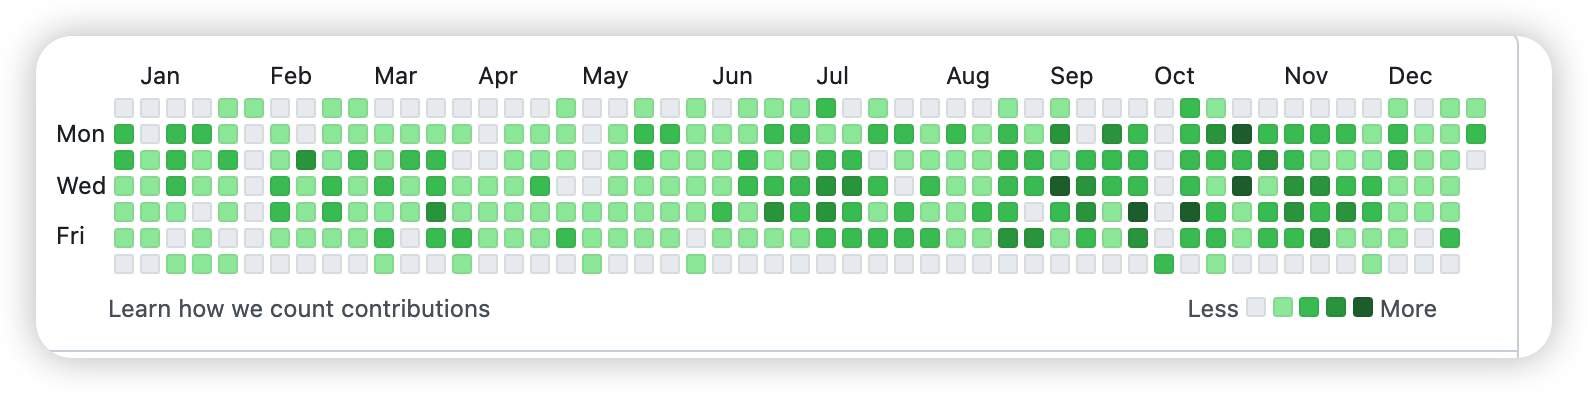 Jan Feb Mar Apr May Jun Jul Aug Sep Oct Nov Dec
Mon
Wed
Fri
Learn how we count contributions
Less More